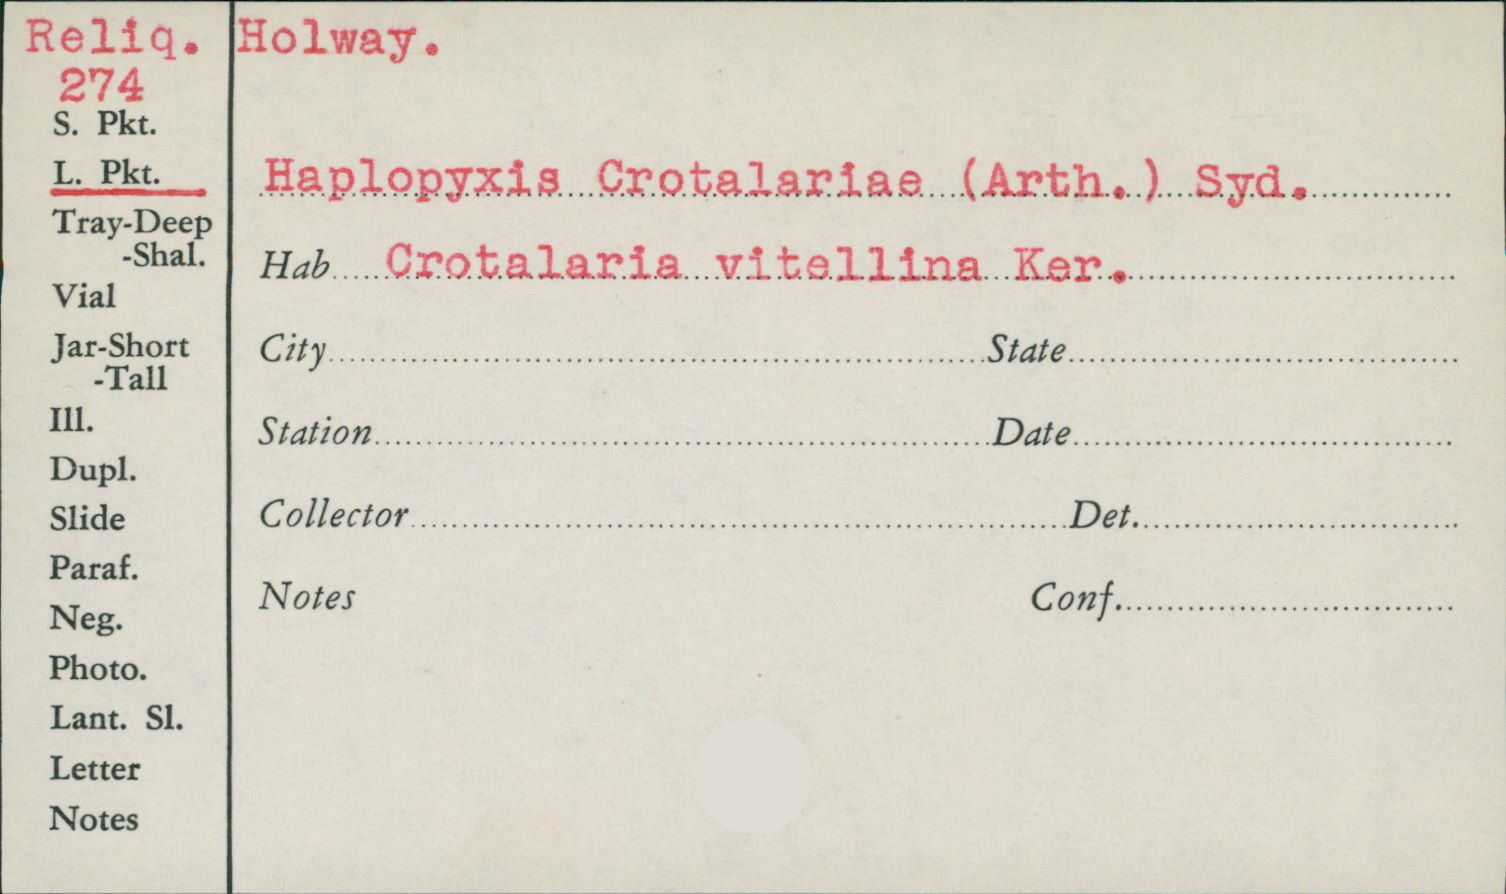 Reliq. Holway.
274
S. Pkt.
L. Pkt.
Haplopyxis Crotalariae (Arth.) Syd.
Tray-Deep
-Shal.
Hab Crotalaria vitellina Ker.
Vial
Jar-Short
-Tall
City State
Ill.
Station Date
Dupl.
Slide
Collector Det.
Paraf.
Neg.
Notes Conf.
Photo.
Lant. Sl.
Letter
Notes